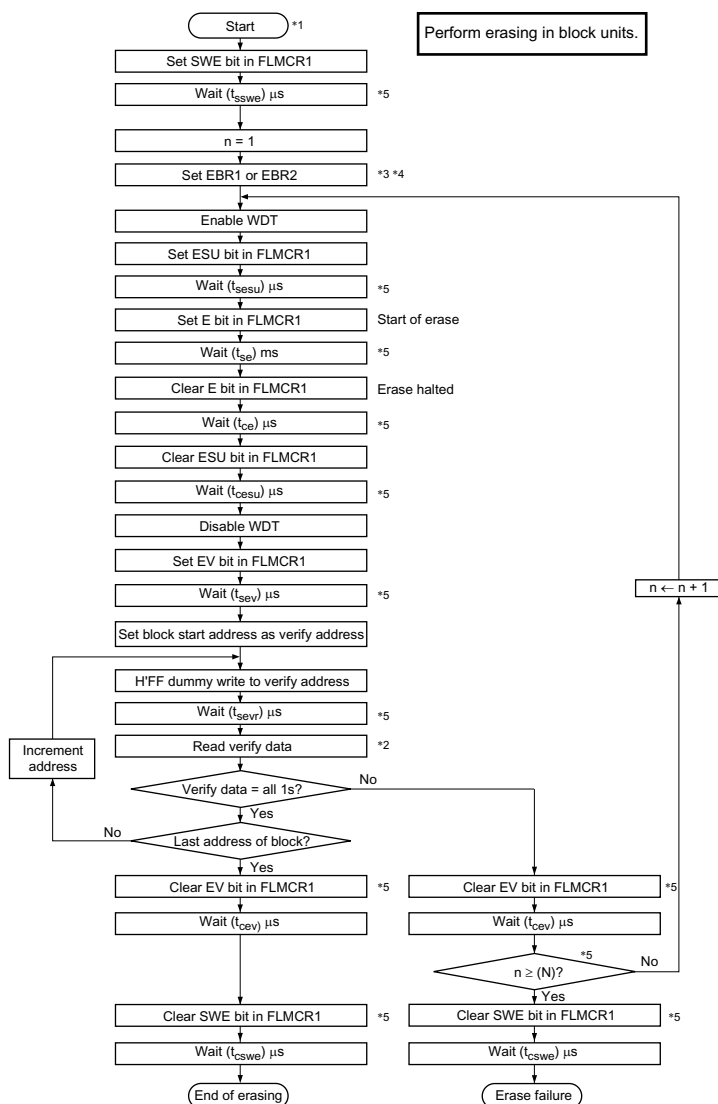 Start *1
Perform erasing in block units.
Set SWE bit in FLMCR1
Wait (tsswe) μs *5
n = 1
Set EBR1 or EBR2 *3 *4
Enable WDT
Set ESU bit in FLMCR1
Wait (tsesu) μs *5
Set E bit in FLMCR1 Start of erase
Wait (tse) ms *5
Clear E bit in FLMCR1 Erase halted
Wait (tce) μs *5
Clear ESU bit in FLMCR1
Wait (tcesu) μs *5
Disable WDT
Set EV bit in FLMCR1
Wait (tsev) μs *5
n ← n + 1
Set block start address as verify address
H'FF dummy write to verify address
Wait (tsevr) μs *5
Read verify data *2
Increment
address
Verify data = all 1s? No
Yes
No Last address of block?
Yes
Clear EV bit in FLMCR1 *5
Clear EV bit in FLMCR1 *5
Wait (tcev) μs
Wait (tcev) μs
*5
n ≥ (N)? No
Yes
Clear SWE bit in FLMCR1 *5
Clear SWE bit in FLMCR1 *5
Wait (tcswe) μs
Wait (tcswe) μs
End of erasing
Erase failure